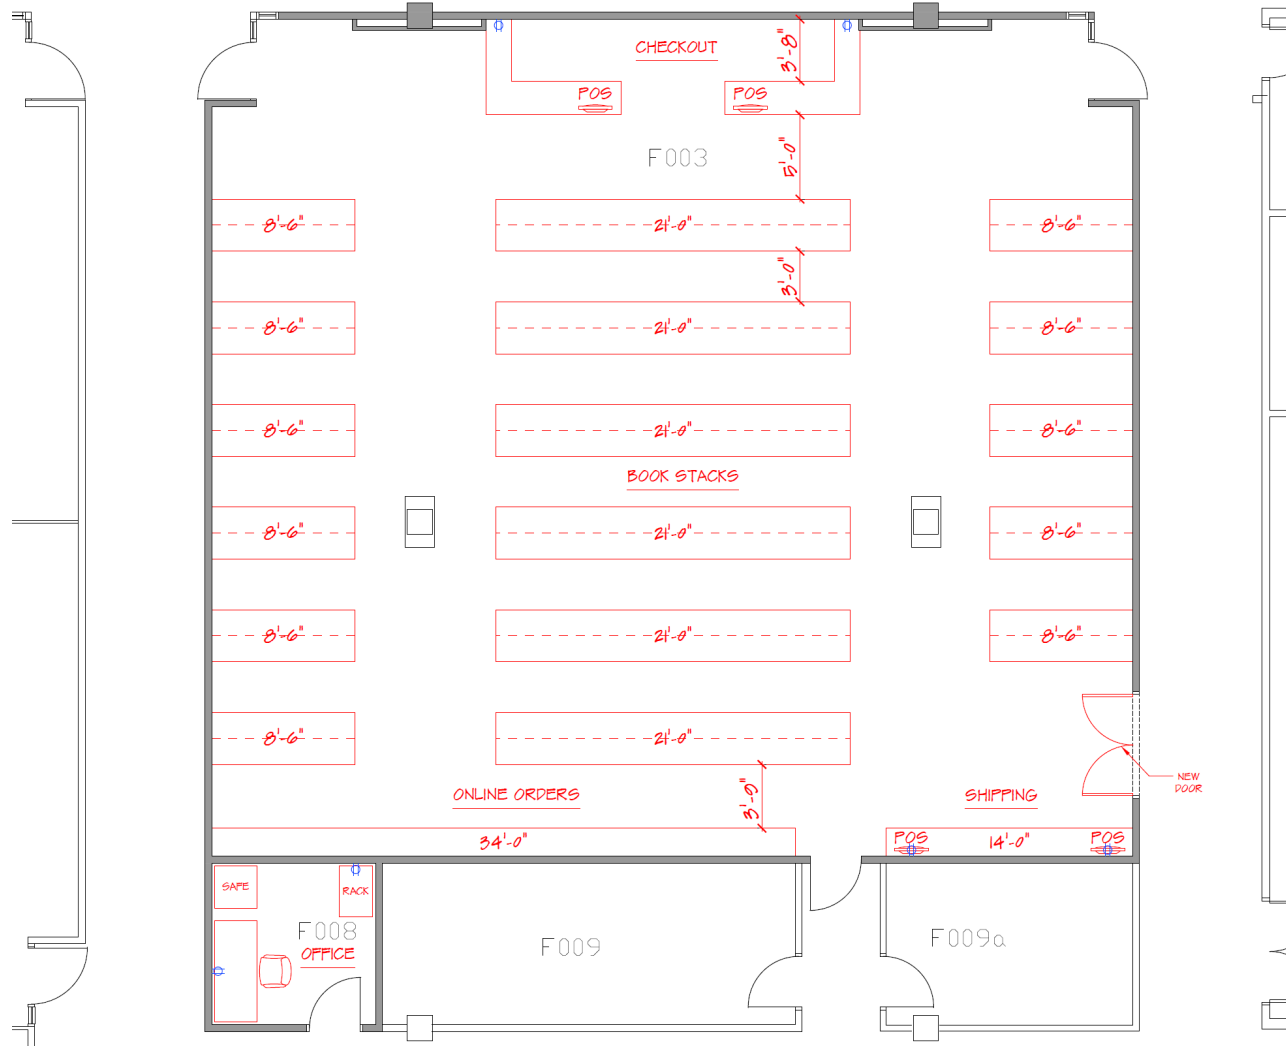 CHECKOUT
3'-8"
POS
POS
F003
5'-0"
8'-6"
21'-0"
8'-6"
3'-0"
8'-6"
21'-0"
8'-6"
8'-6"
21'-0"
8'-6"
BOOK STACKS
8'-6"
21'-0"
8'-6"
8'-6"
21'-0"
8'-6"
8'-6"
21'-0"
NEW
DOOR
ONLINE ORDERS
3'-9"
SHIPPING
34'-0"
POS
14'-0"
POS
SAFE
RACK
F008
OFFICE
F009
F009a